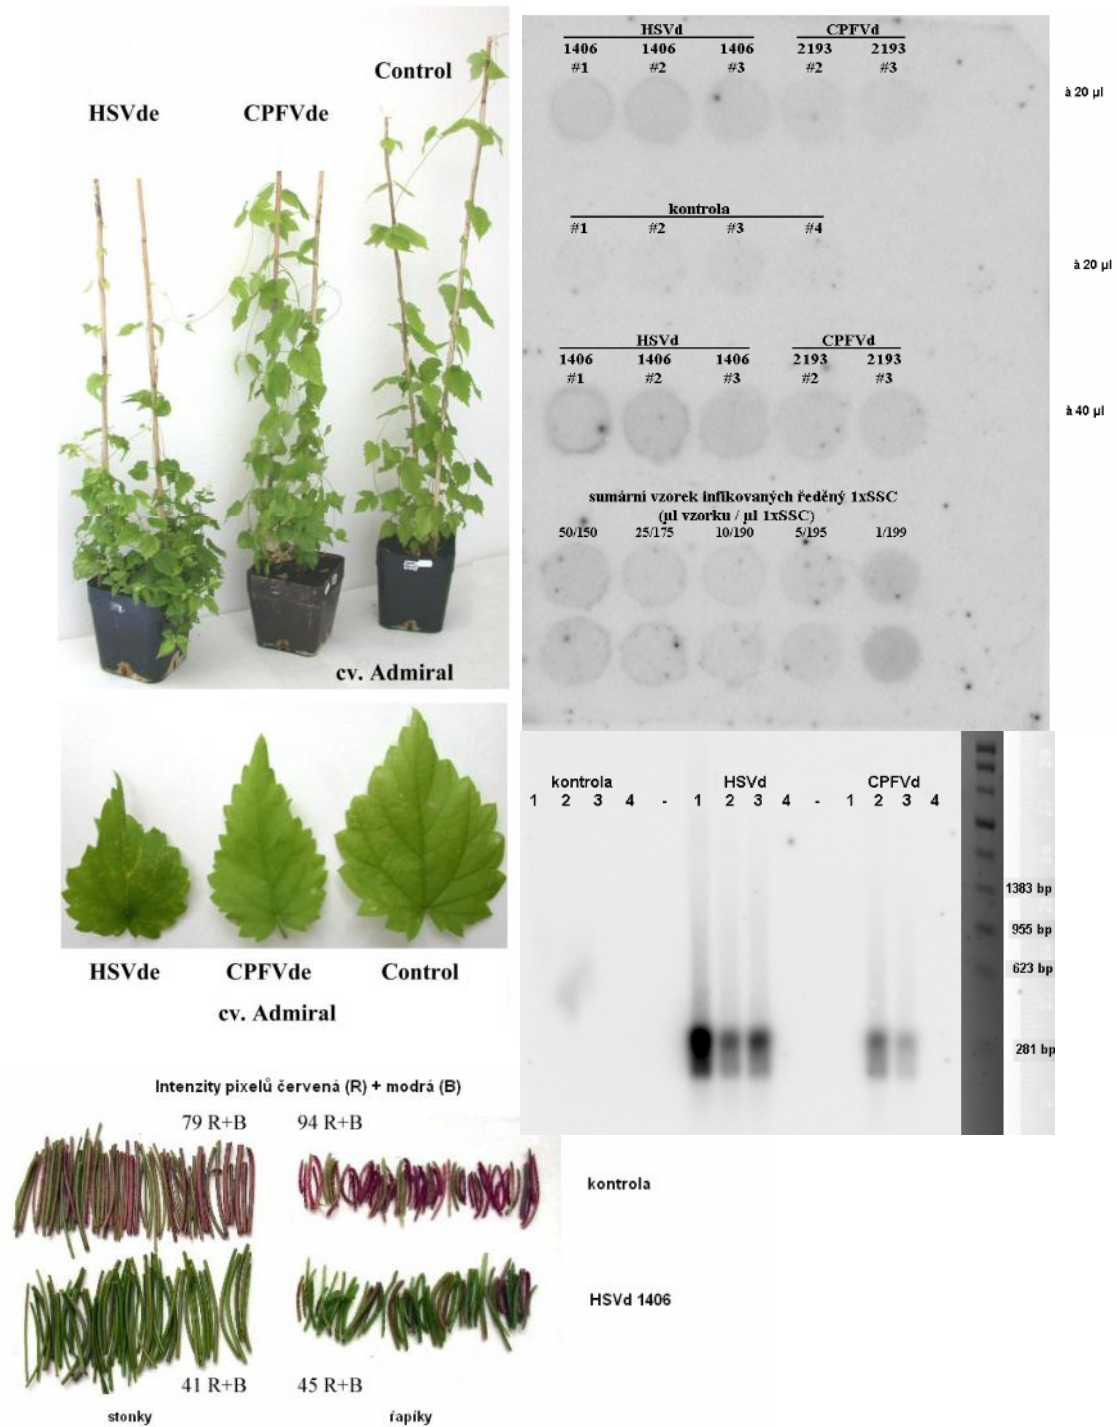 Control
HSVde
CPFVde
cv. Admiral
HSVde
CPFVde
Control
cv. Admiral
HSVd
CPFVd
1406
1406
1406
2193
2193
#1
#2
#3
#2
#3
à 20 µl
kontrola
#1
#2
#3
#4
à 20 µl
HSVd
CPFVd
1406
1406
1406
2193
2193
#1
#2
#3
#2
#3
à 40 µl
sumární vzorek infikovaných ředěný 1xSSC
(µl vzorku / µl 1xSSC)
50/150
25/175
10/190
5/195
1/199
kontrola
HSVd
CPFVd
1 2 3 4 - 1 2 3 4 - 1 2 3 4
1383 bp
955 bp
623 bp
281 bp
Intenzity pixelů červená (R) + modrá (B)
79 R+B
94 R+B
kontrola
HSVd 1406
41 R+B
45 R+B
stonky
řapíky